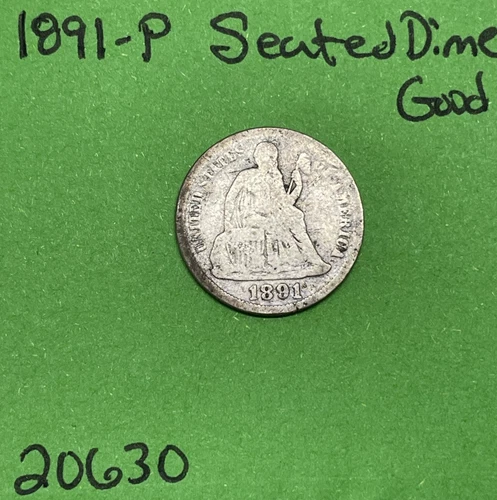 1891-P Seated Dime
Good
UNITED STATES OF AMERICA
1891
20630